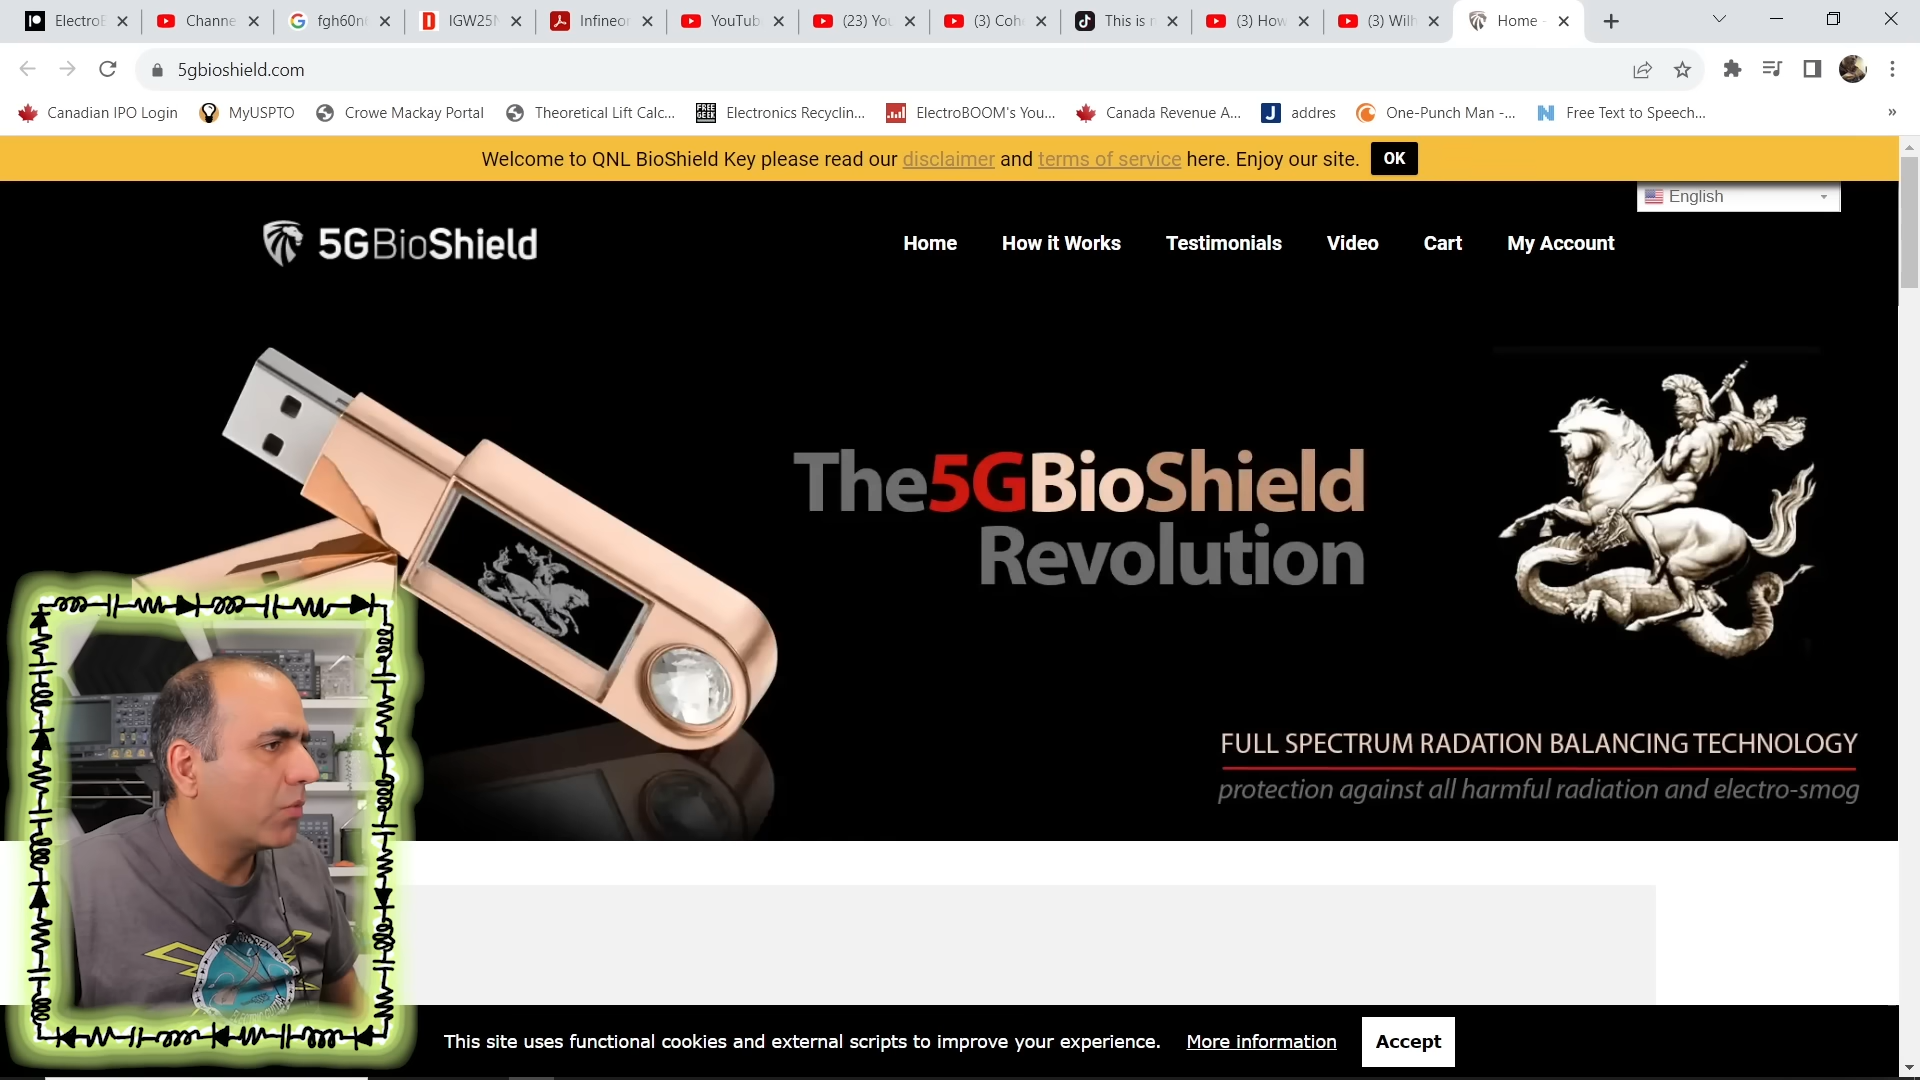 ElectroB
Channe
fgh60n
IGW25N
Infineon
YouTub
(23) You
(3) Coh
This is n
(3) How
(3) Wilh
Home -
5gbioshield.com
Canadian IPO Login
MyUSPTO
Crowe Mackay Portal
Theoretical Lift Calc...
FREE GEEK
Electronics Recyclin...
ElectroBOOM's You...
Canada Revenue A...
J
addres
One-Punch Man -...
N
Free Text to Speech...
»
Welcome to QNL BioShield Key please read our disclaimer and terms of service here. Enjoy our site. OK
English
5GBioShield
Home
How it Works
Testimonials
Video
Cart
My Account
The5GBioShield
Revolution
FULL SPECTRUM RADATION BALANCING TECHNOLOGY
protection against all harmful radiation and electro-smog
This site uses functional cookies and external scripts to improve your experience. More information Accept